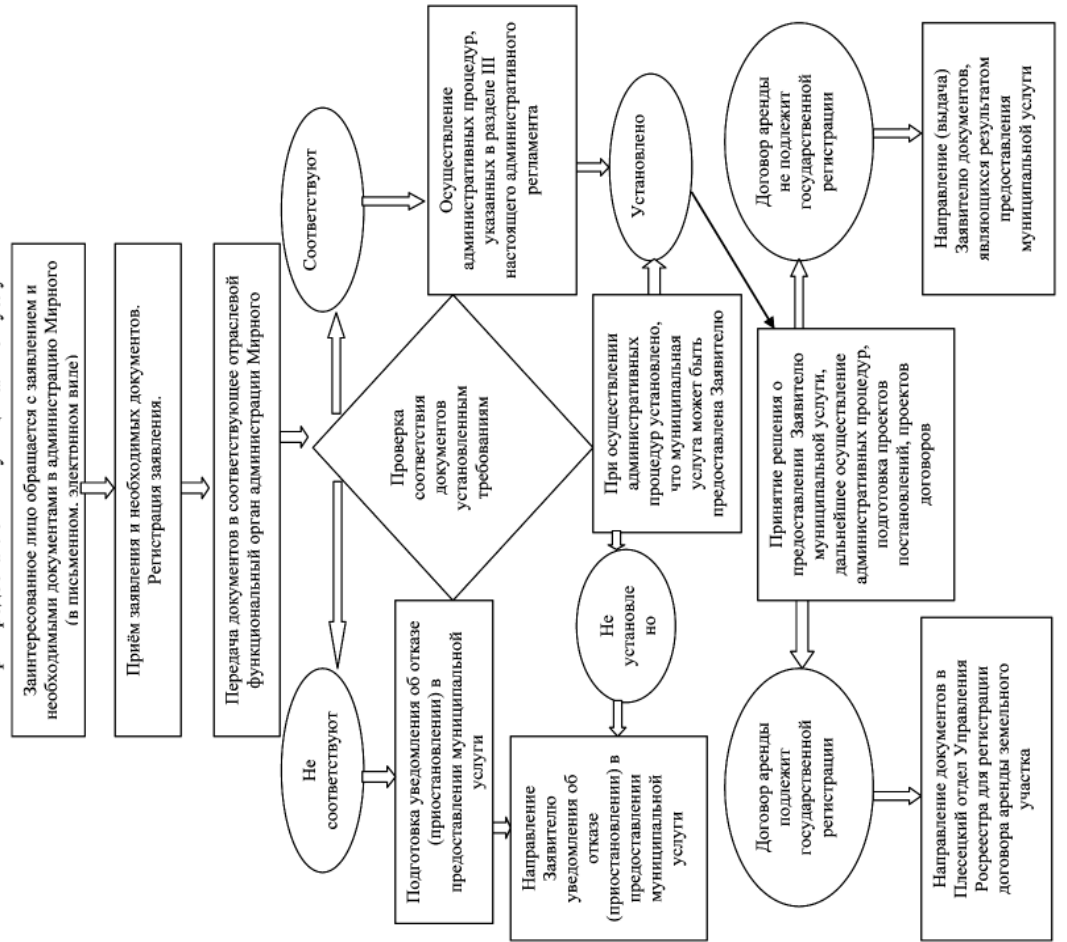 Заинтересованное лицо обращается с заявлением и
необходимыми документами в администрацию Мирного
(в письменном, электронном виде)
Приём заявления и необходимых документов.
Регистрация заявления.
Передача документов в соответствующее отраслевой
функциональный орган администрации Мирного
Не
соответствуют
Соответствуют
Проверка
соответствия
документов
установленным
требованиям
Подготовка уведомления об отказе
(приостановлении) в
предоставлении муниципальной
услуги
Осуществление
административных процедур,
указанных в разделе III
настоящего административного
регламента
Направление
Заявителю
уведомления об
отказе
(приостановлении) в
предоставлении
муниципальной
услуги
Не
установле
но
При осуществлении
административных
процедур установлено,
что муниципальная
услуга может быть
предоставлена Заявителю
Установлено
Договор аренды
подлежит
государственной
регистрации
Принятие решения о
предоставлении Заявителю
муниципальной услуги,
дальнейшее осуществление
административных процедур,
подготовка проектов
постановлений, проектов
договоров
Договор аренды
не подлежит
государственной
регистрации
Направление документов в
Плесецкий отдел Управления
Росреестра для регистрации
договора аренды земельного
участка
Направление (выдача)
Заявителю документов,
являющихся результатом
предоставления
муниципальной услуги